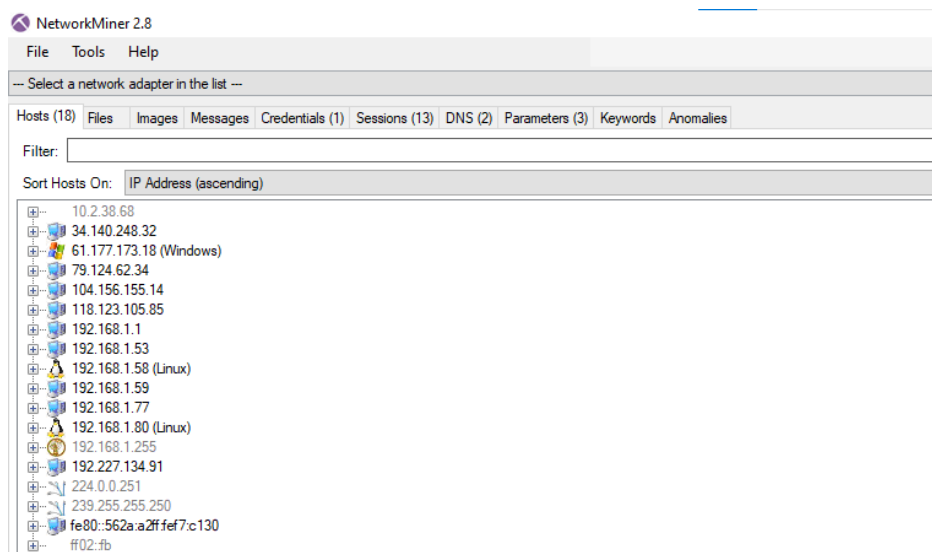 NetworkMiner 2.8
File Tools Help
--- Select a network adapter in the list ---
Hosts (18) Files Images Messages Credentials (1) Sessions (13) DNS (2) Parameters (3) Keywords Anomalies
Filter:
Sort Hosts On: IP Address (ascending)
10.2.38.68
34.140.248.32
61.177.173.18 (Windows)
79.124.62.34
104.156.155.14
118.123.105.85
192.168.1.1
192.168.1.53
192.168.1.58 (Linux)
192.168.1.59
192.168.1.77
192.168.1.80 (Linux)
192.168.1.255
192.227.134.91
224.0.0.251
239.255.255.250
fe80::562a:a2ff:fef7:c130
ff02::fb